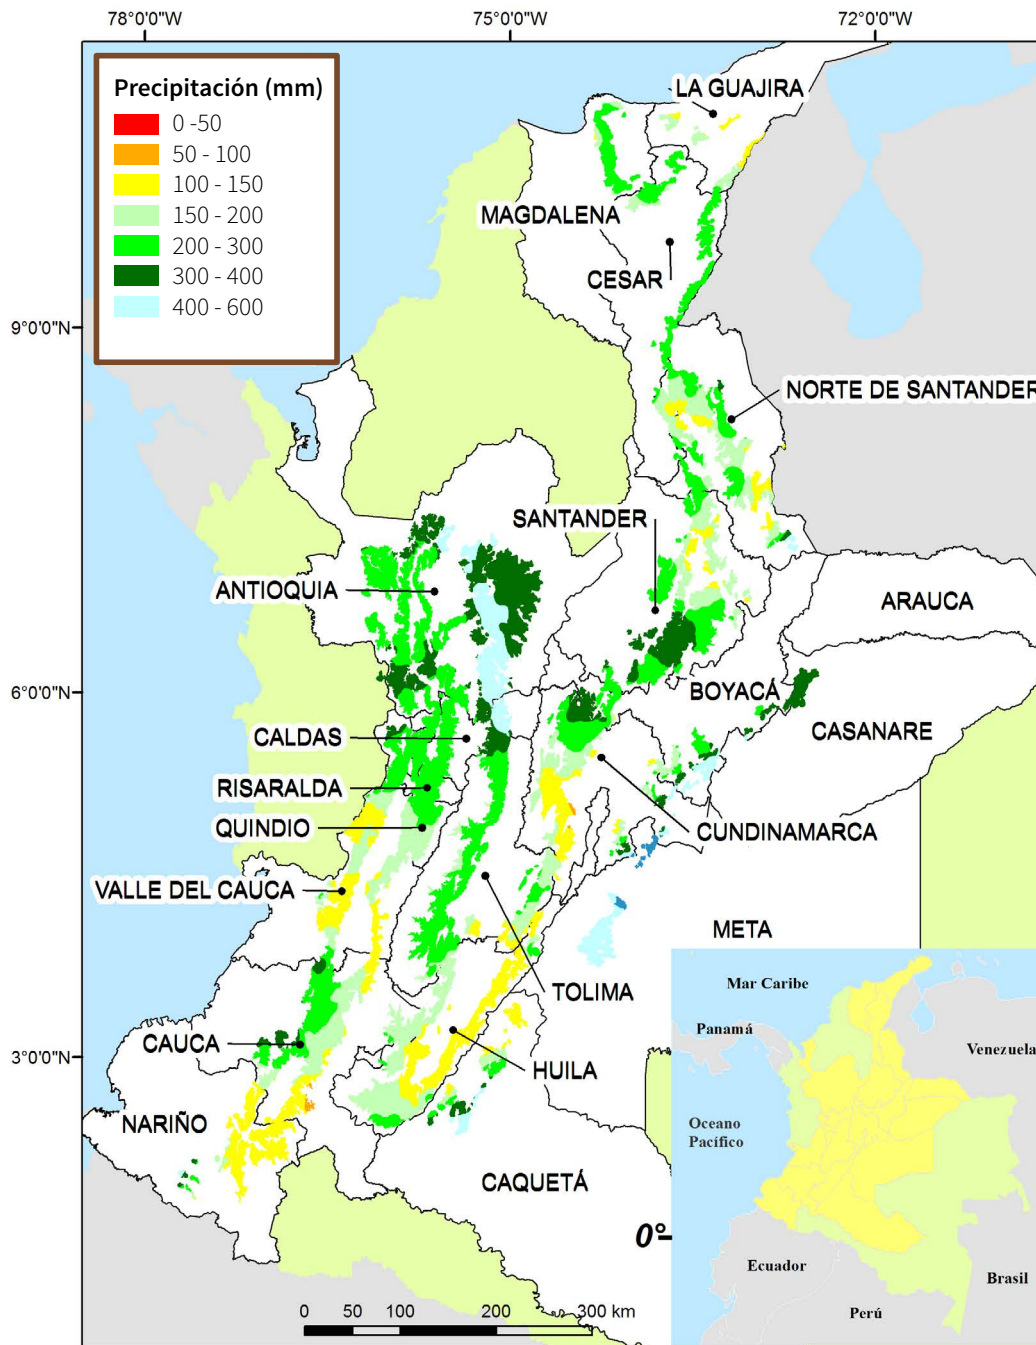 78°0'0"W
75°0'0"W
72°0'0"W
Precipitación (mm)
0 -50
50 - 100
100 - 150
150 - 200
200 - 300
300 - 400
400 - 600
LA GUAJIRA
MAGDALENA
CESAR
9°0'0"N
NORTE DE SANTANDER
SANTANDER
ANTIOQUIA
ARAUCA
6°0'0"N
BOYACÁ
CASANARE
CALDAS
RISARALDA
QUINDIO
CUNDINAMARCA
VALLE DEL CAUCA
META
TOLIMA
CAUCA
3°0'0"N
HUILA
NARIÑO
CAQUETÁ
0°
Mar Caribe
Panamá
Venezuela
Oceano
Pacífico
Ecuador
Brasil
Perú
0 50 100 200 300 km